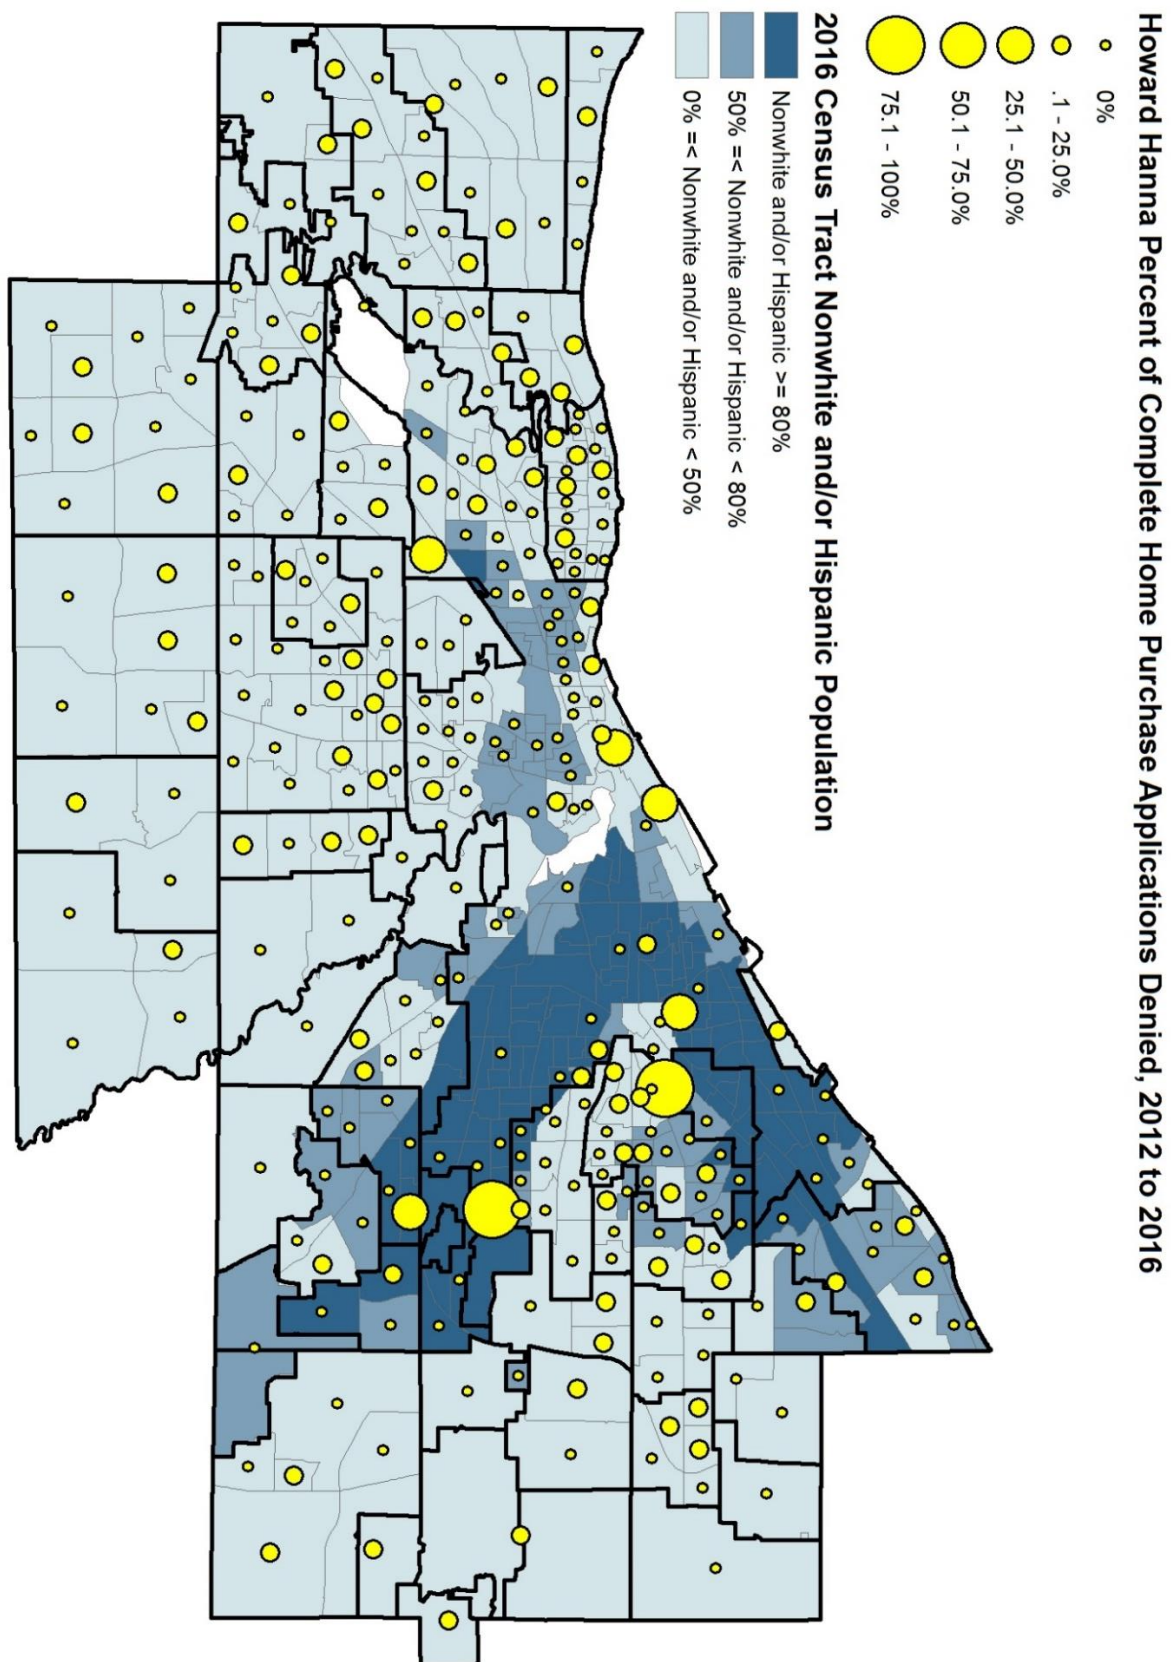 Howard Hanna Percent of Complete Home Purchase Applications Denied, 2012 to 2016
0%
.1 - 25.0%
25.1 - 50.0%
50.1 - 75.0%
75.1 - 100%
2016 Census Tract Nonwhite and/or Hispanic Population
Nonwhite and/or Hispanic >= 80%
50% =< Nonwhite and/or Hispanic < 80%
0% =< Nonwhite and/or Hispanic < 50%